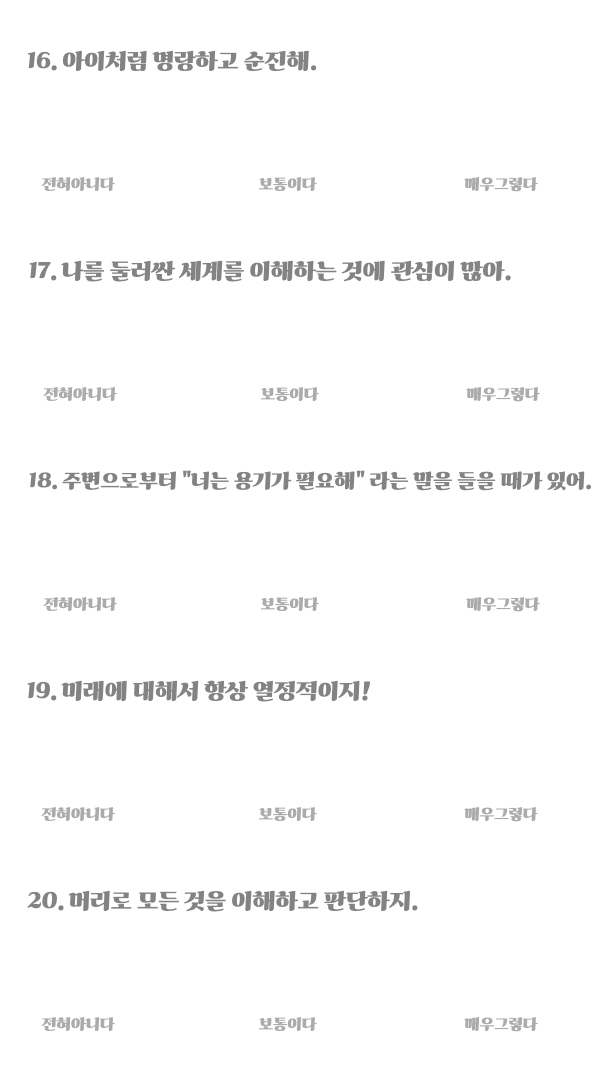 16. 아이처럼 명랑하고 순진해.
전혀아니다 보통이다 매우그렇다
17. 나를 둘러싼 세계를 이해하는 것에 관심이 많아.
전혀아니다 보통이다 매우그렇다
18. 주변으로부터 "너는 용기가 필요해" 라는 말을 들을 때가 있어.
전혀아니다 보통이다 매우그렇다
19. 미래에 대해서 항상 열정적이지!
전혀아니다 보통이다 매우그렇다
20. 머리로 모든 것을 이해하고 판단하지.
전혀아니다 보통이다 매우그렇다